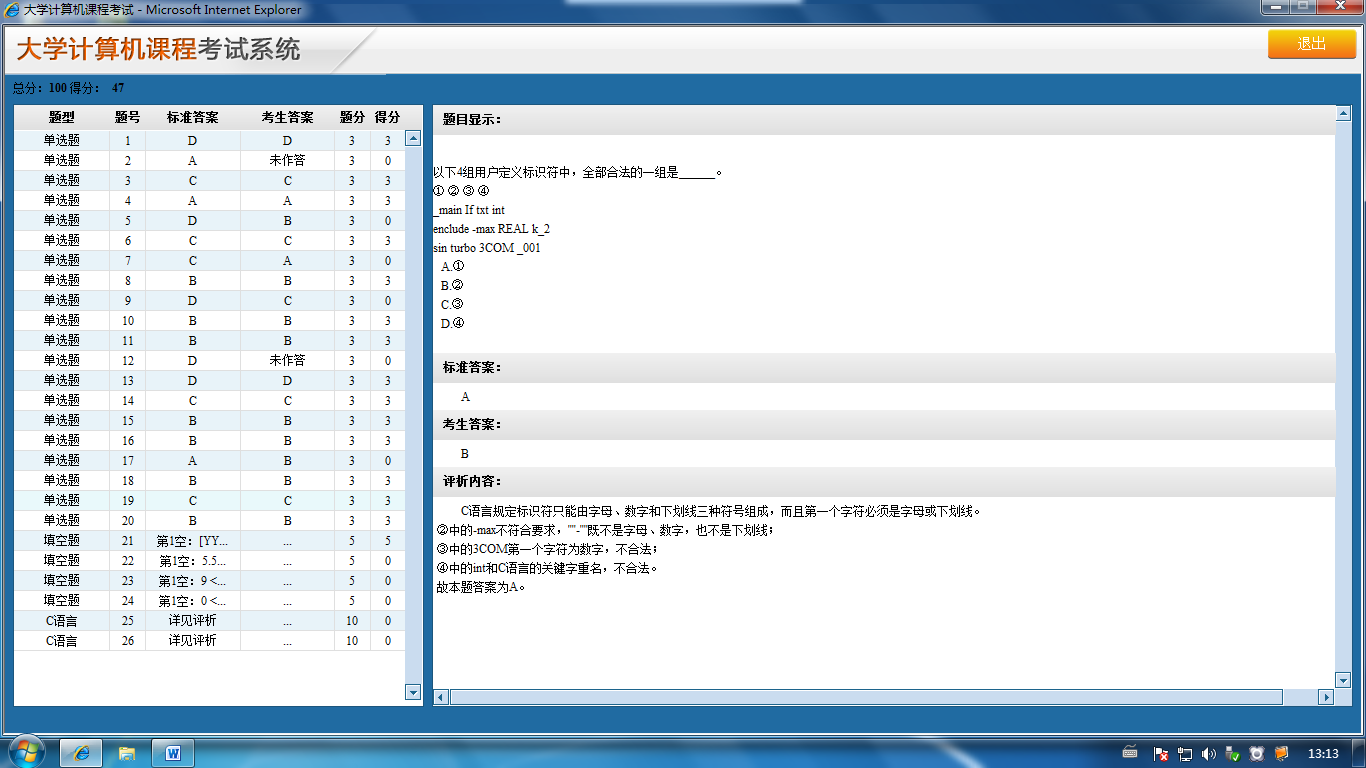 大学计算机课程考试 - Microsoft Internet Explorer
大学计算机课程考试系统
退出
总分：100 得分： 47
题型 题号 标准答案 考生答案 题分 得分
单选题 1 D D 3 3
单选题 2 A 未作答 3 0
单选题 3 C C 3 3
单选题 4 A A 3 3
单选题 5 D B 3 0
单选题 6 C C 3 3
单选题 7 C A 3 0
单选题 8 B B 3 3
单选题 9 D C 3 0
单选题 10 B B 3 3
单选题 11 B B 3 3
单选题 12 D 未作答 3 0
单选题 13 D D 3 3
单选题 14 C C 3 3
单选题 15 B B 3 3
单选题 16 B B 3 3
单选题 17 A B 3 0
单选题 18 B B 3 3
单选题 19 C C 3 3
单选题 20 B B 3 3
填空题 21 第1空：[YY... ... 5 5
填空题 22 第1空：5.5... ... 5 0
填空题 23 第1空：9 <... ... 5 0
填空题 24 第1空：0 <... ... 5 0
C语言 25 详见评析 ... 10 0
C语言 26 详见评析 ... 10 0
题目显示：
以下4组用户定义标识符中，全部合法的一组是______。
① ② ③ ④
_main If txt int
enclude -max REAL k_2
sin turbo 3COM _001
A.①
B.②
C.③
D.④
标准答案：
A
考生答案：
B
评析内容：
C语言规定标识符只能由字母、数字和下划线三种符号组成，而且第一个字符必须是字母或下划线。
②中的-max不符合要求，""-""既不是字母、数字，也不是下划线；
③中的3COM第一个字符为数字，不合法；
④中的int和C语言的关键字重名，不合法。
故本题答案为A。
13:13